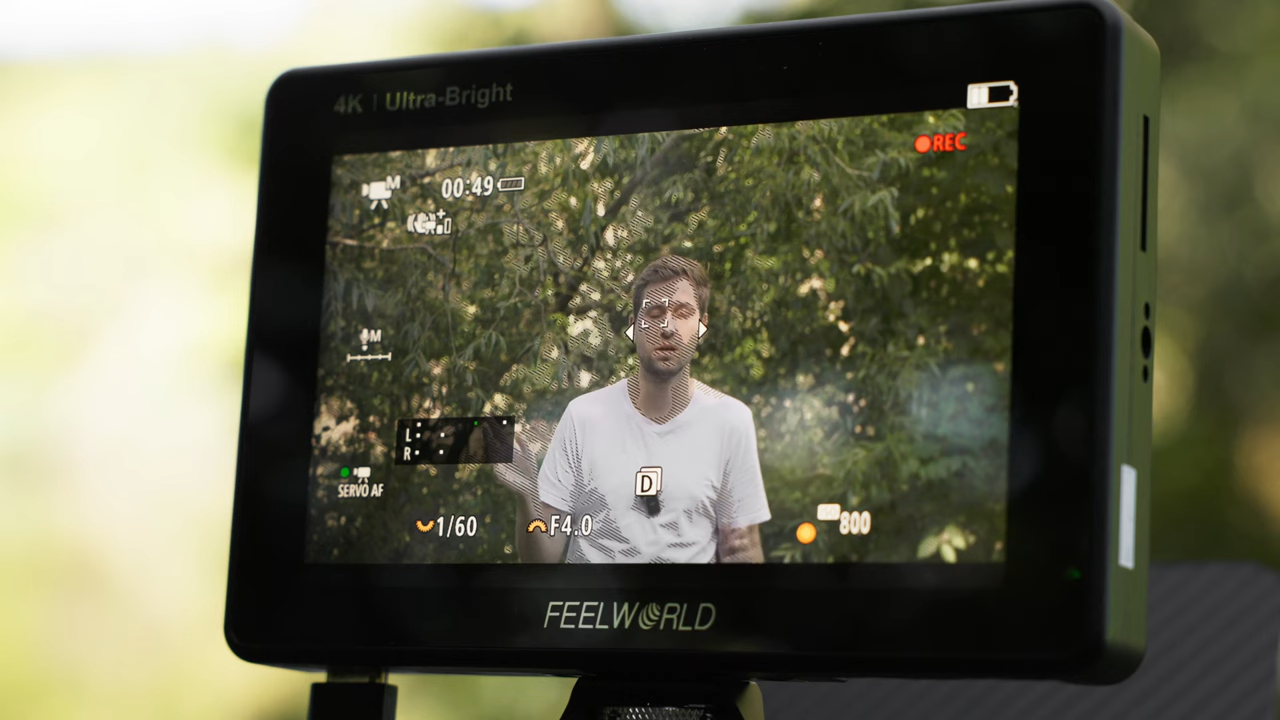 4K | Ultra-Bright
REC
M
00:49
M
L
R
SERVO AF
D
1/60
F4.0
800
FEELWORLD